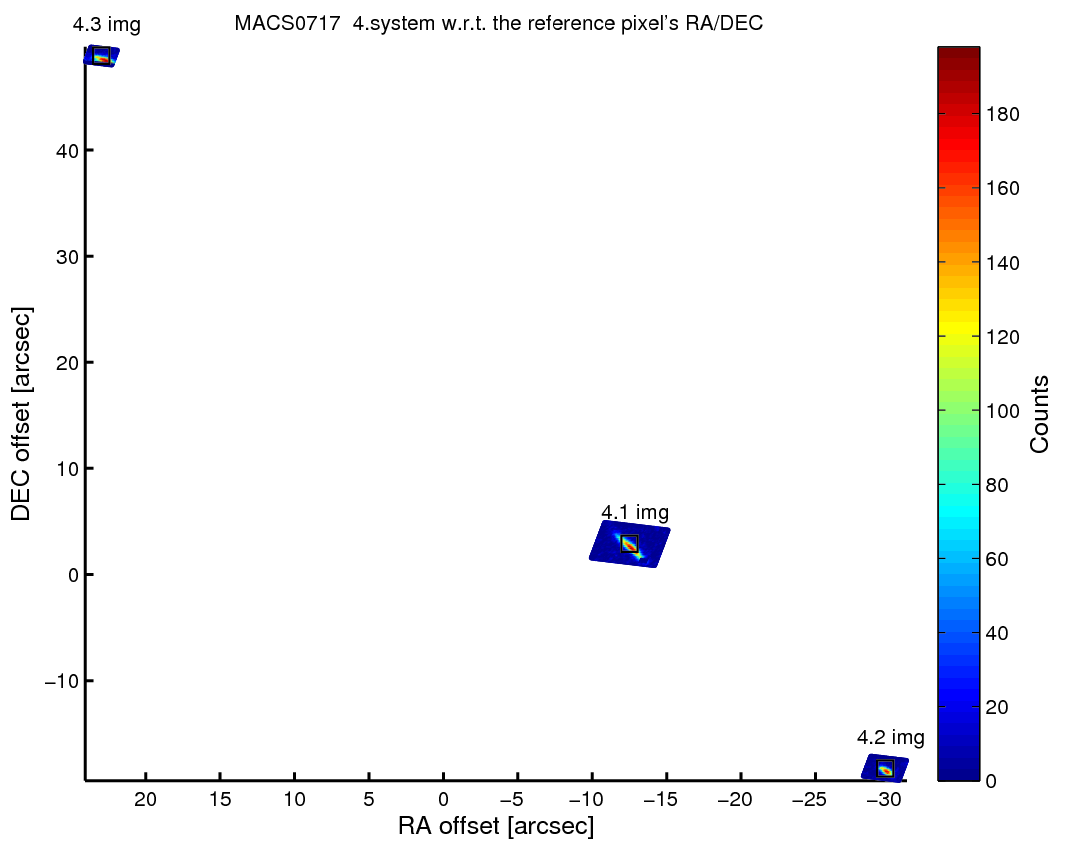 4.3 img
MACS0717  4.system w.r.t. the reference pixel's RA/DEC
40
30
20
10
0
−10
DEC offset [arcsec]
4.1 img
4.2 img
20 15 10 5 0 −5 −10 −15 −20 −25 −30
RA offset [arcsec]
180
160
140
120
100
80
60
40
20
0
Counts